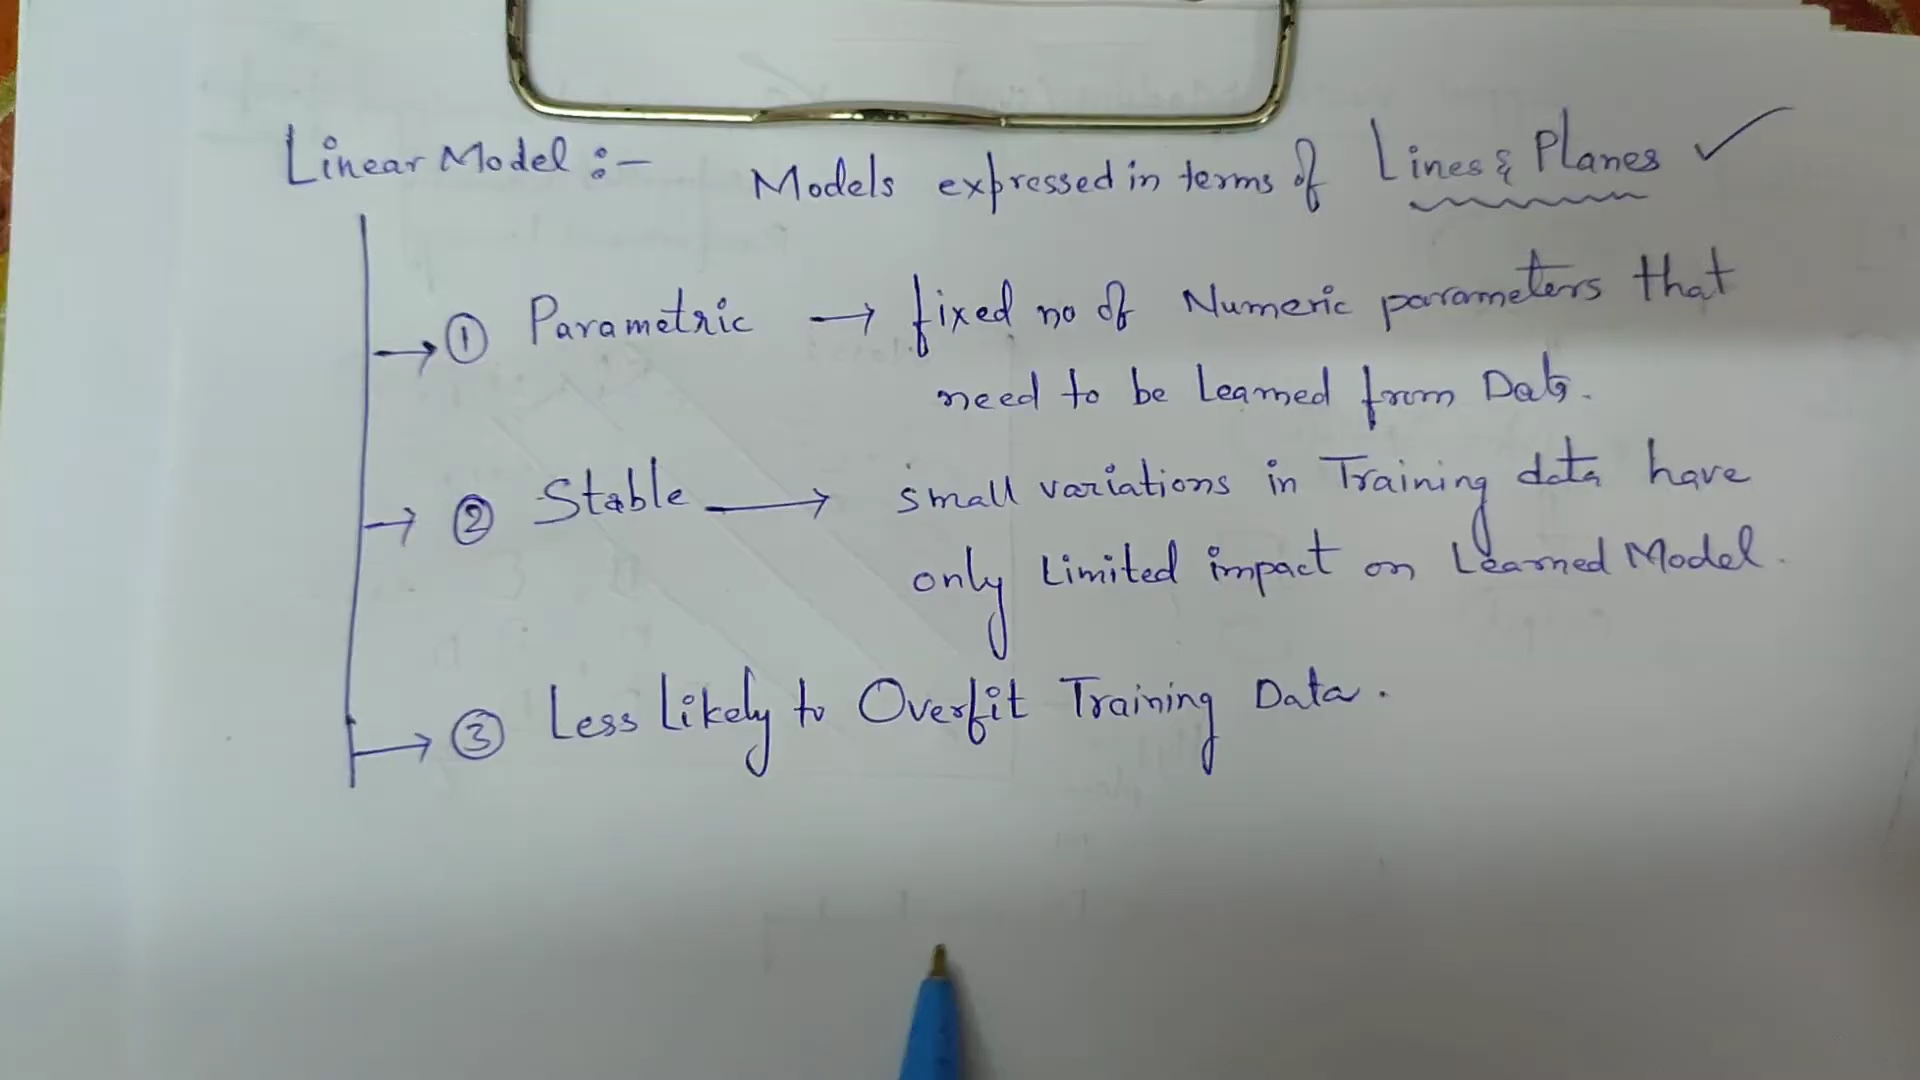 Linear Model :- Models expressed in terms of Lines & Planes ✓
→ ① Parametric → fixed no of Numeric parameters that
need to be Learned from Data.
→ ② Stable → small variations in Training data have
only Limited impact on Learned Model.
→ ③ Less Likely to Overfit Training Data.